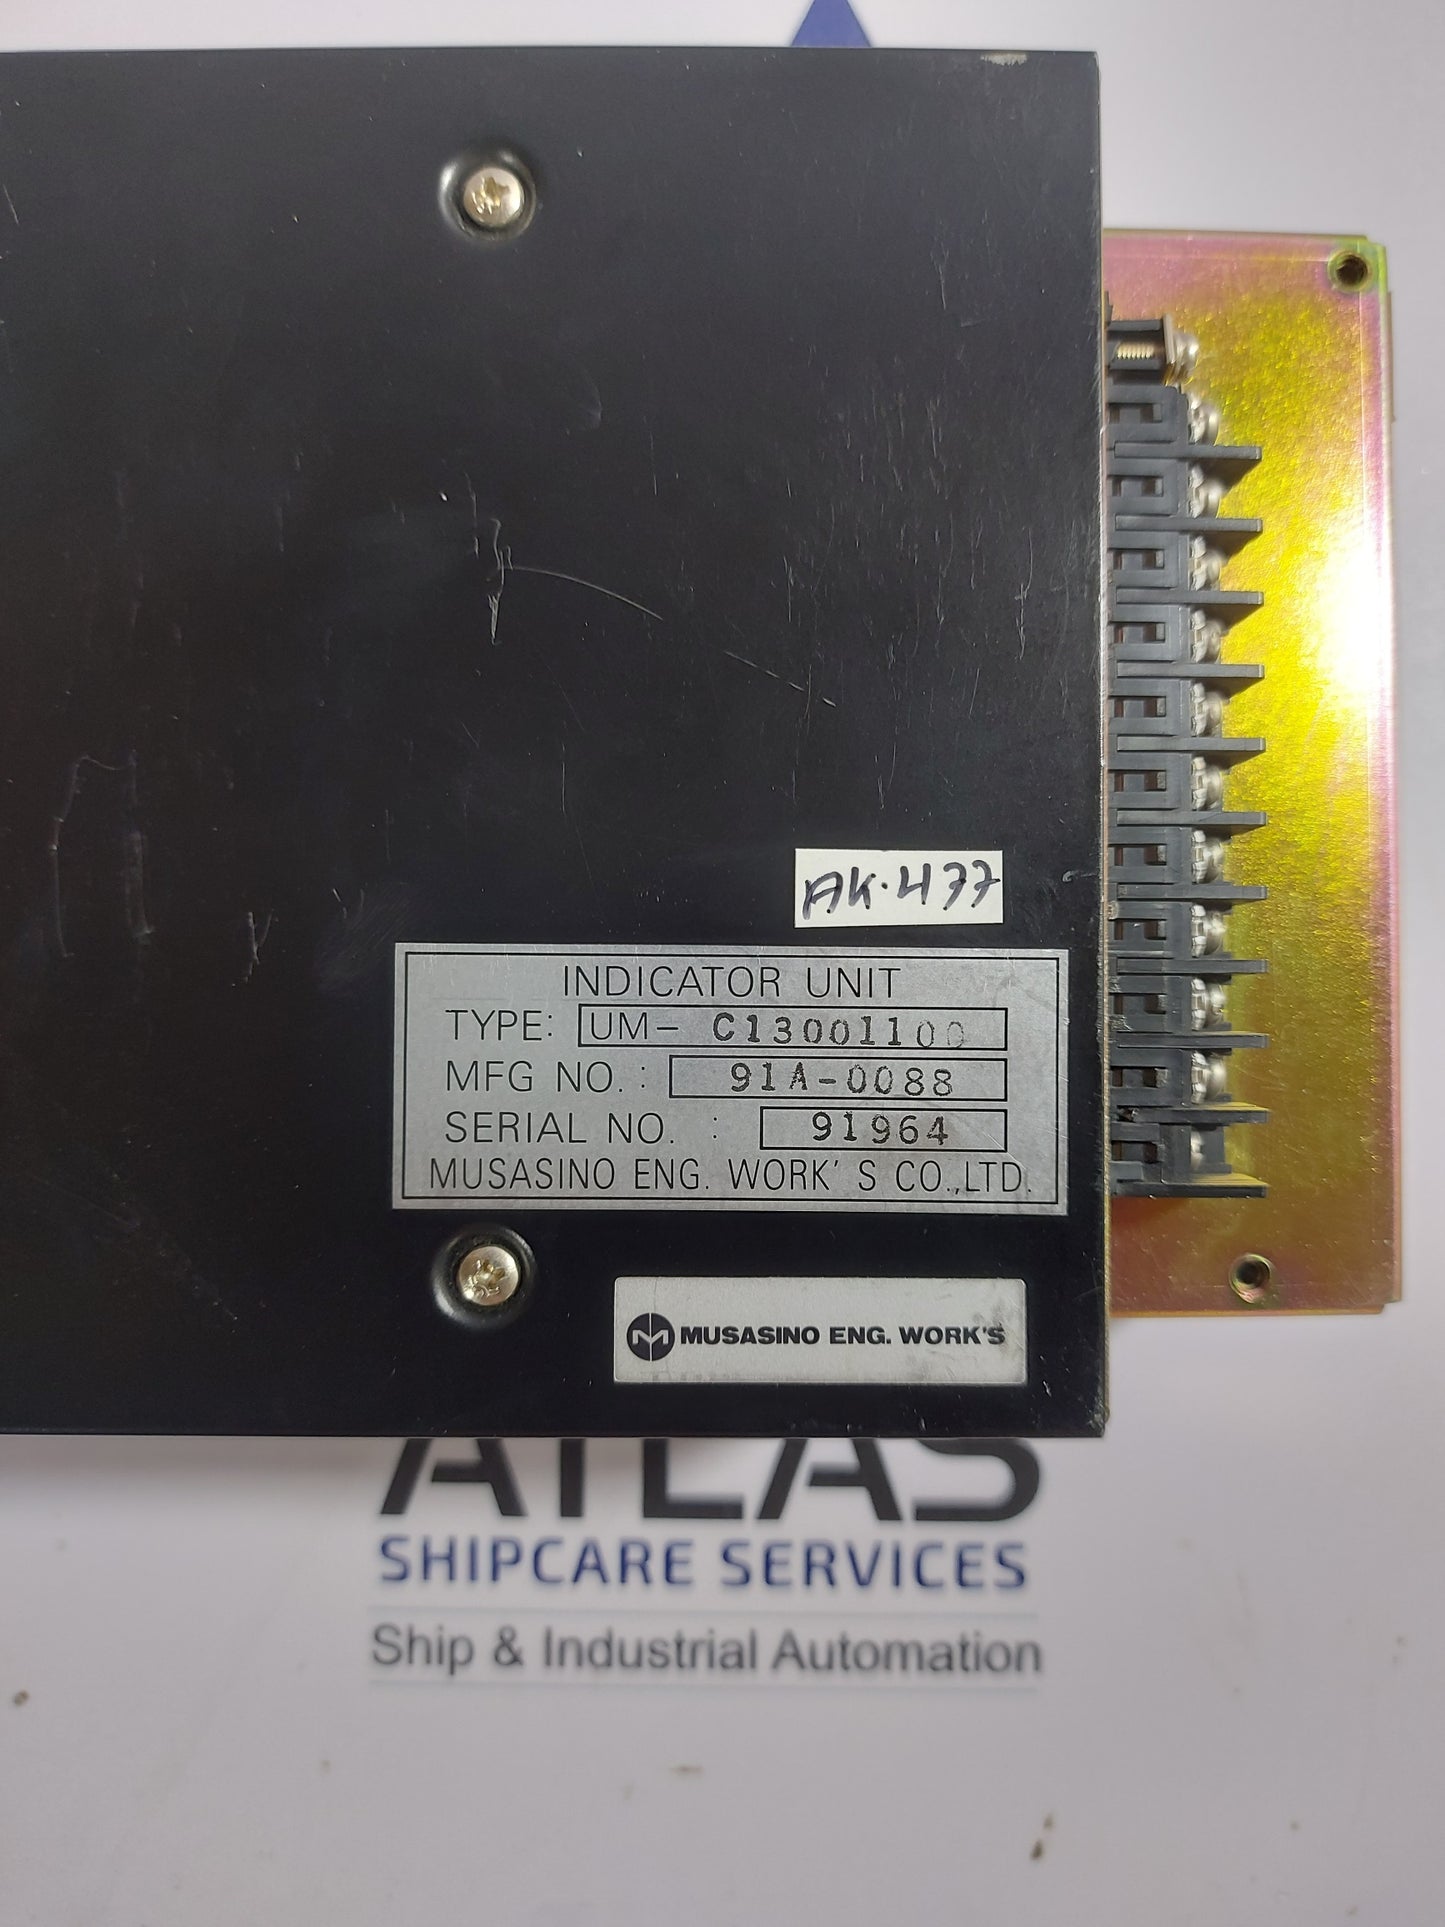 AK.477
INDICATOR UNIT
TYPE: UM- C13001100
MFG NO. : 91A-0088
SERIAL NO. : 91964
MUSASINO ENG. WORK'S CO.,LTD.
M MUSASINO ENG. WORK'S
ATLAS
SHIPCARE SERVICES
Ship & Industrial Automation